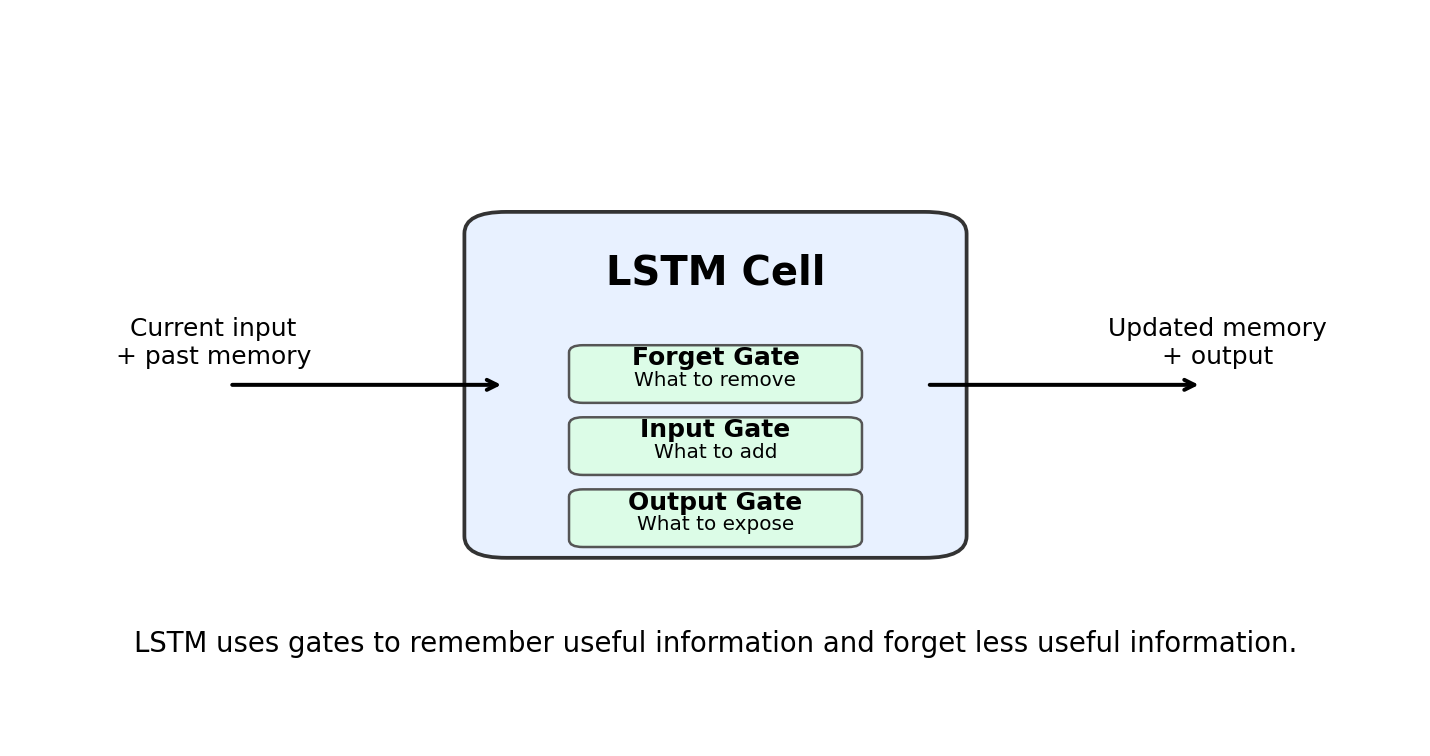 LSTM Cell
Current input
+ past memory
Updated memory
+ output
Forget Gate
What to remove
Input Gate
What to add
Output Gate
What to expose
LSTM uses gates to remember useful information and forget less useful information.